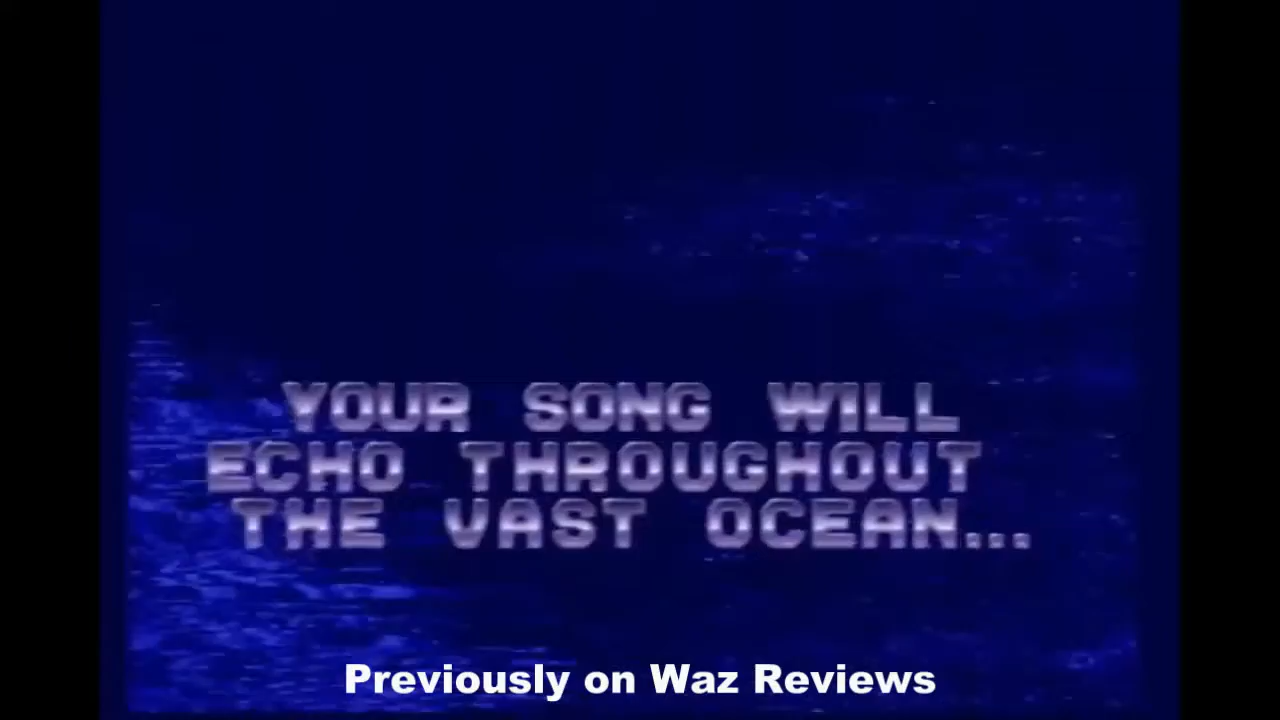 YOUR SONG WILL
ECHO THROUGHOUT
THE VAST OCEAN...
Previously on Waz Reviews